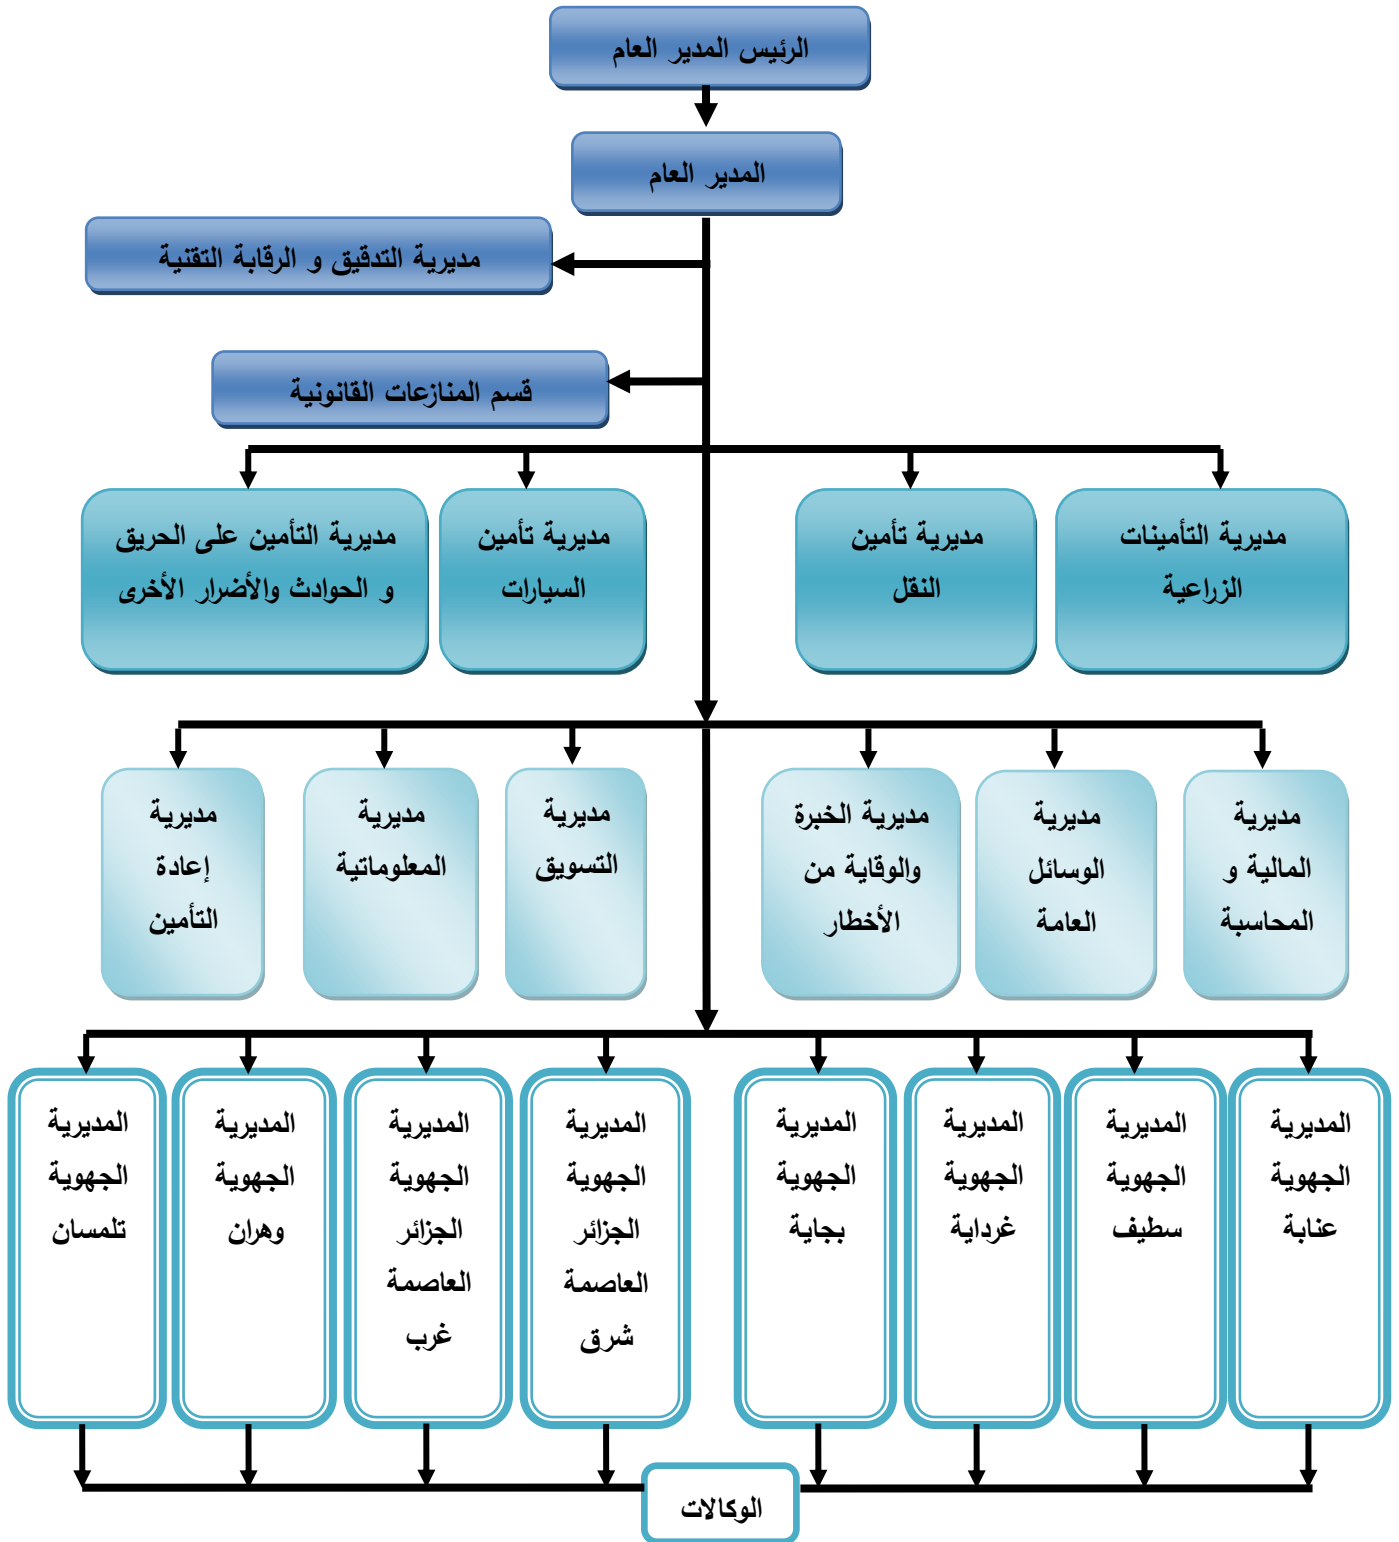 الرئيس المدير العام
المدير العام
مديرية التدقيق و الرقابة التقنية
قسم المنازعات القانونية
مديرية التأمينات
الزراعية
مديرية تأمين
النقل
مديرية تأمين
السيارات
مديرية التأمين على الحريق
و الحوادث والأضرار الأخرى
مديرية
المالية و
المحاسبة
مديرية
الوسائل
العامة
مديرية الخبرة
والوقاية من
الأخطار
مديرية
التسويق
مديرية
المعلوماتية
مديرية
إعادة
التأمين
المديرية
الجهوية
عنابة
المديرية
الجهوية
سطيف
المديرية
الجهوية
غرداية
المديرية
الجهوية
بجاية
المديرية
الجهوية
الجزائر
العاصمة
شرق
المديرية
الجهوية
الجزائر
العاصمة
غرب
المديرية
الجهوية
وهران
المديرية
الجهوية
تلمسان
الوكالات